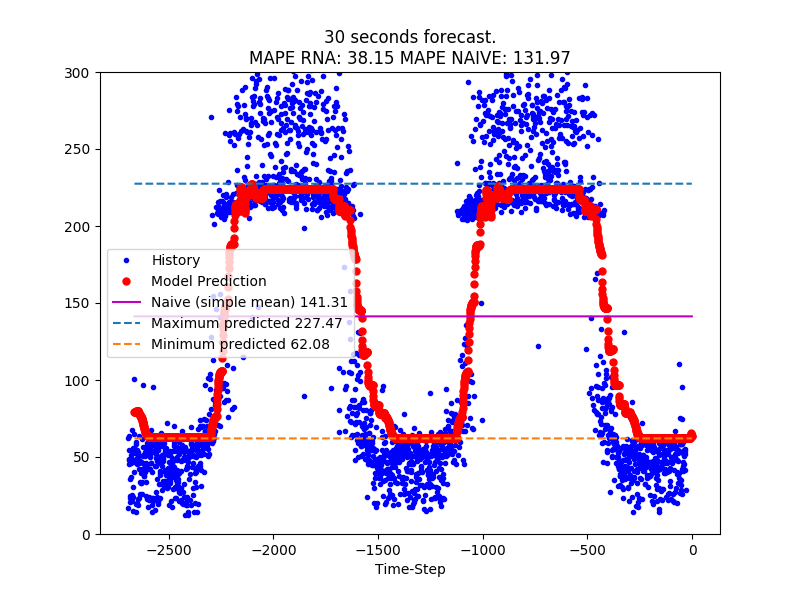 30 seconds forecast.
MAPE RNA: 38.15 MAPE NAIVE: 131.97
300
250
200
150
100
50
0
History
Model Prediction
Naive (simple mean) 141.31
Maximum predicted 227.47
Minimum predicted 62.08
−2500 −2000 −1500 −1000 −500 0
Time-Step